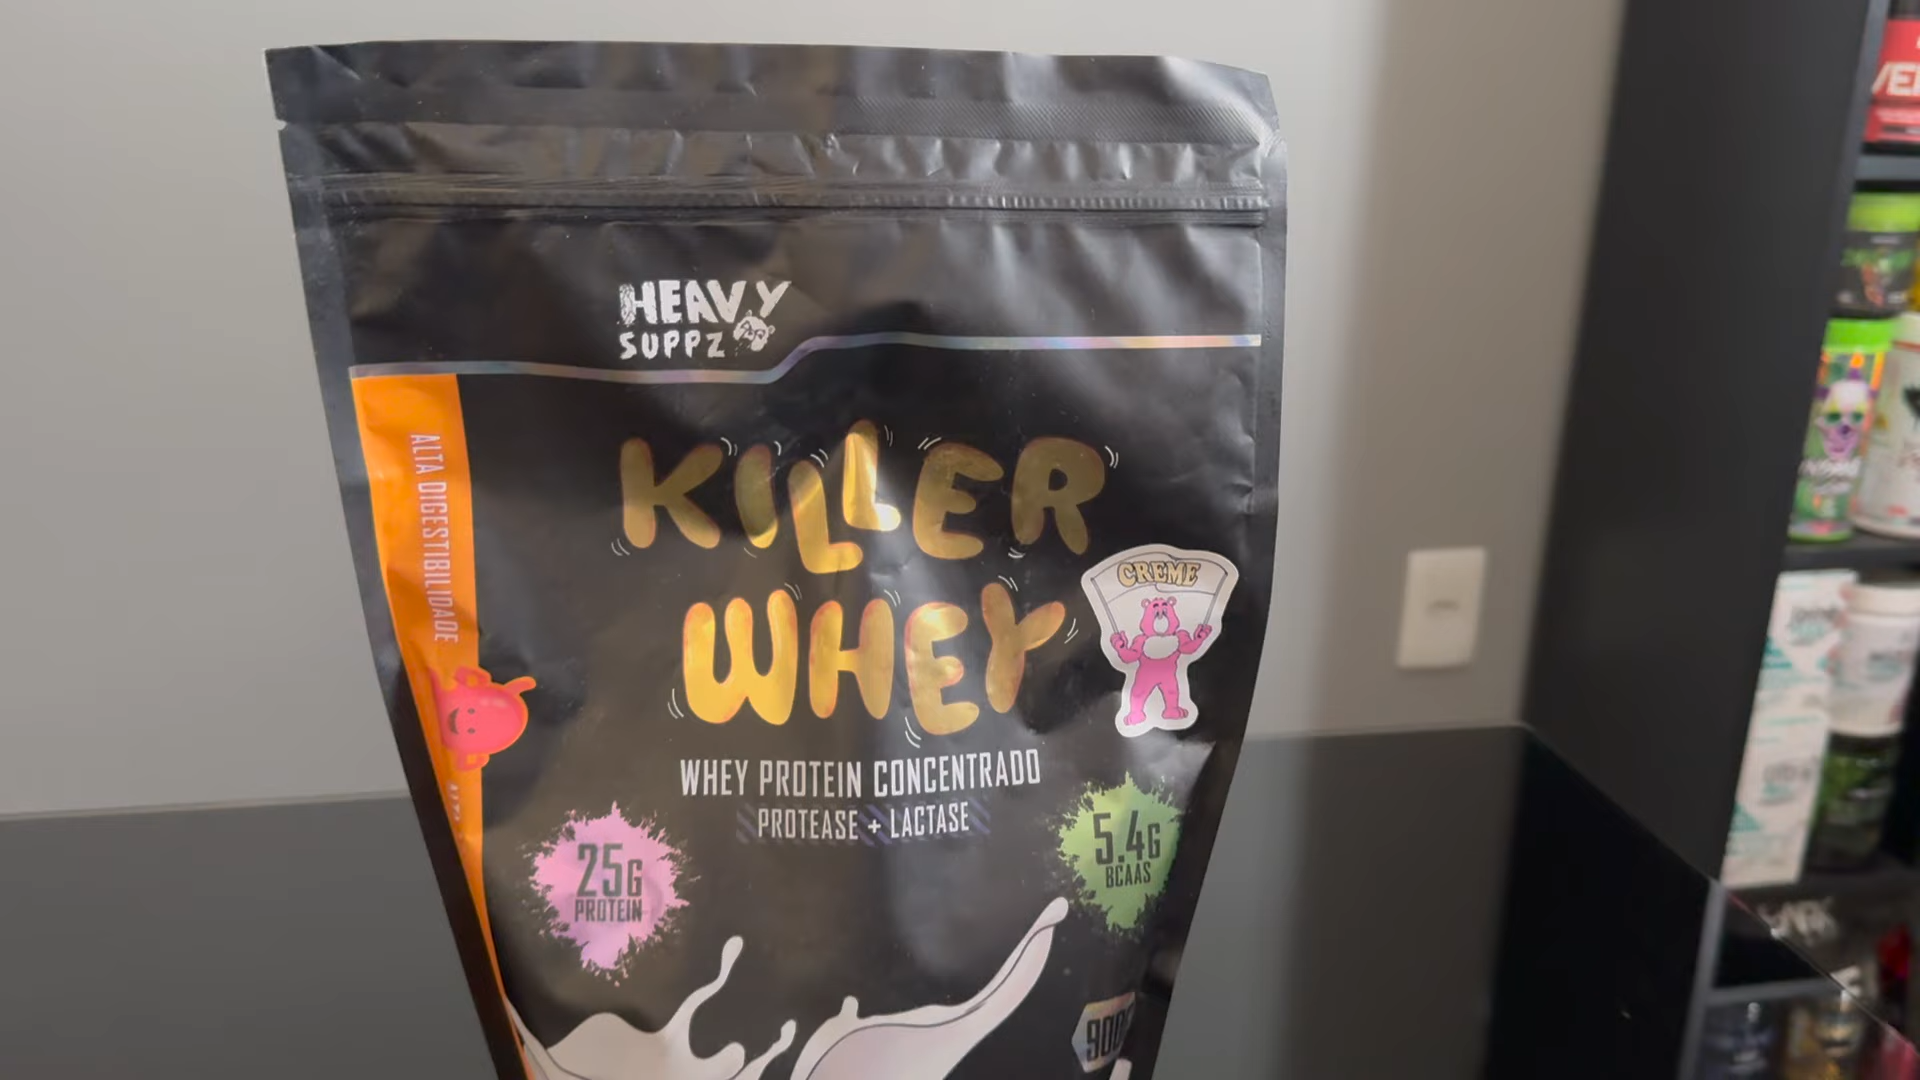 HEAVY
SUPPZ
ALTA DIGESTIBILIDADE
KILLER
WHEY
CREME
WHEY PROTEIN CONCENTRADO
PROTEASE + LACTASE
25G
PROTEIN
5.4G
BCAAS